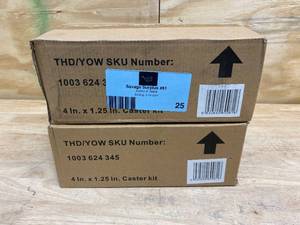 THD/YOW SKU Number:
1003 624 3
Savage Surplus #61
25
4 in. x 1.25 in. Caster kit
THD/YOW SKU Number:
1003 624 345
4 in. x 1.25 in. Caster kit